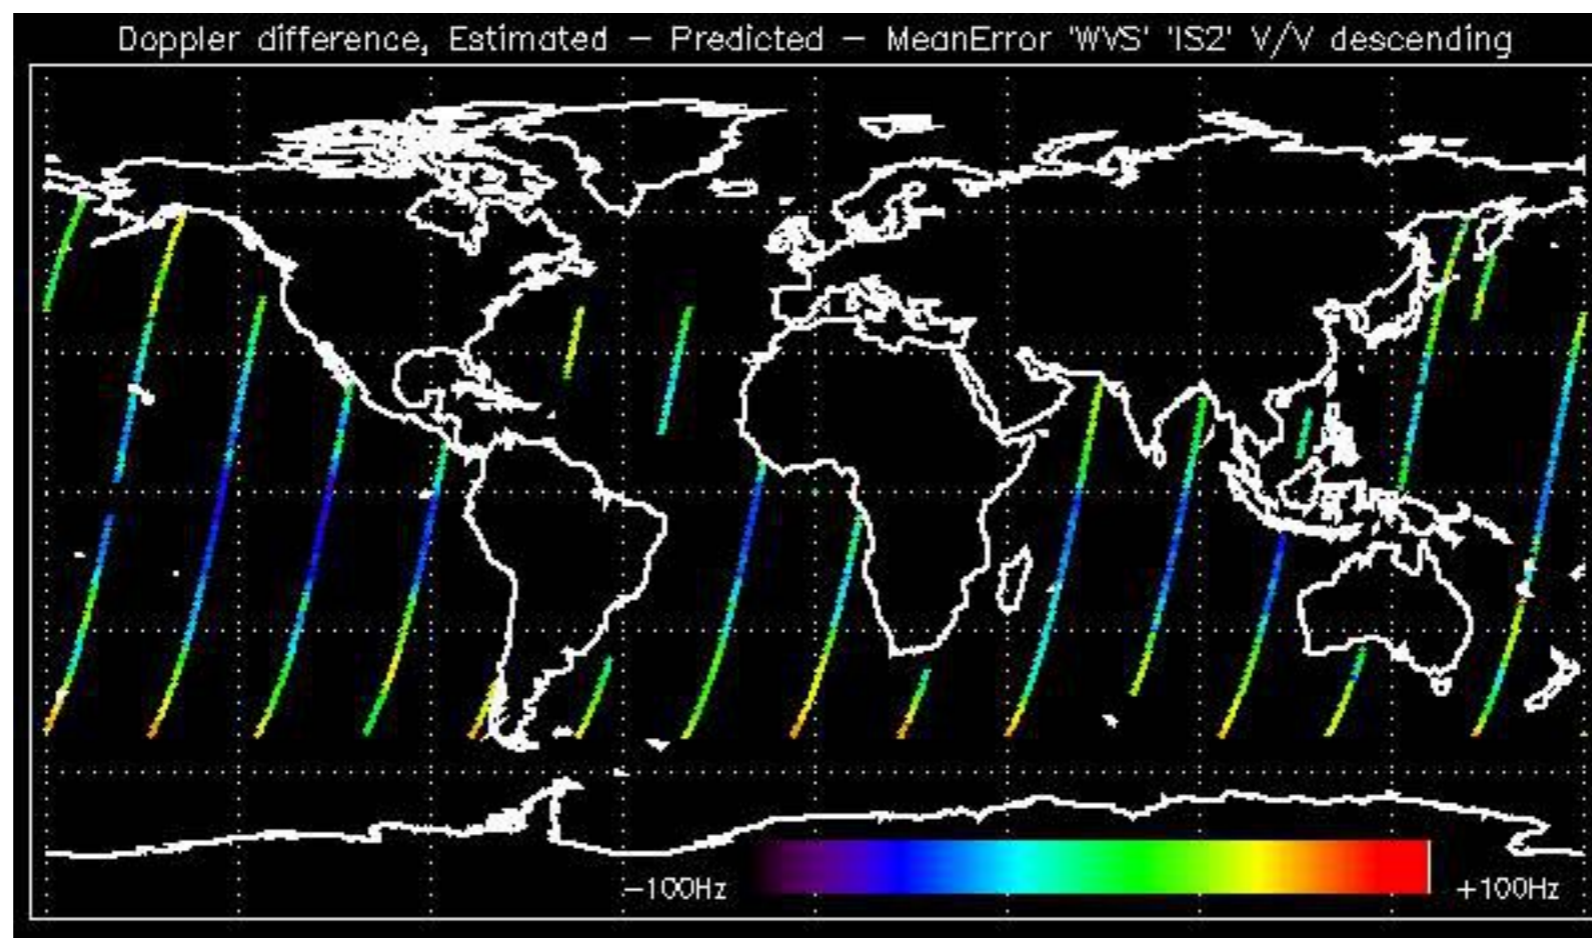 Doppler difference, Estimated – Predicted – MeanError 'WVS' 'IS2' V/V descending
-100Hz
+100Hz